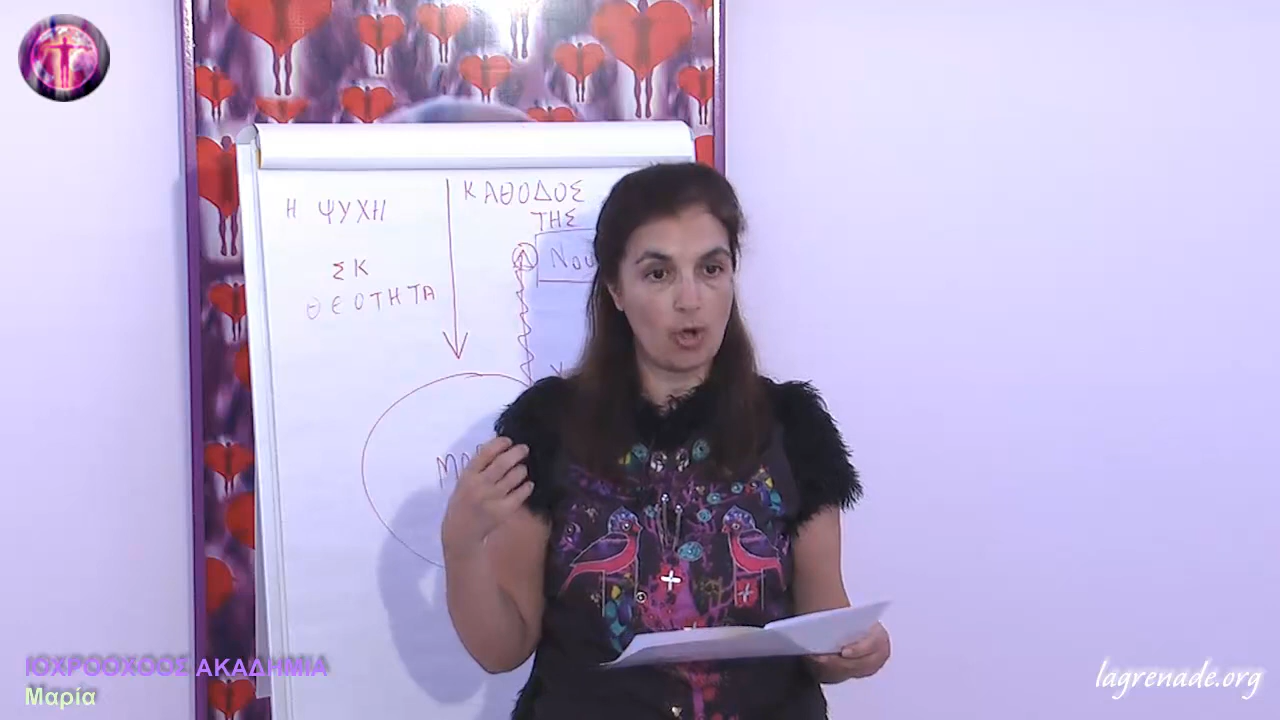 Η ΨΥΧΗ
ΣΚ
ΘΕΟΤΗΤΑ
ΚΑΘΟΔΟΣ
ΤΗΣ
ΙΟΧΡΟΟΧΟΟΣ ΑΚΑΔΗΜΙΑ
Μαρία
lagrenade.org